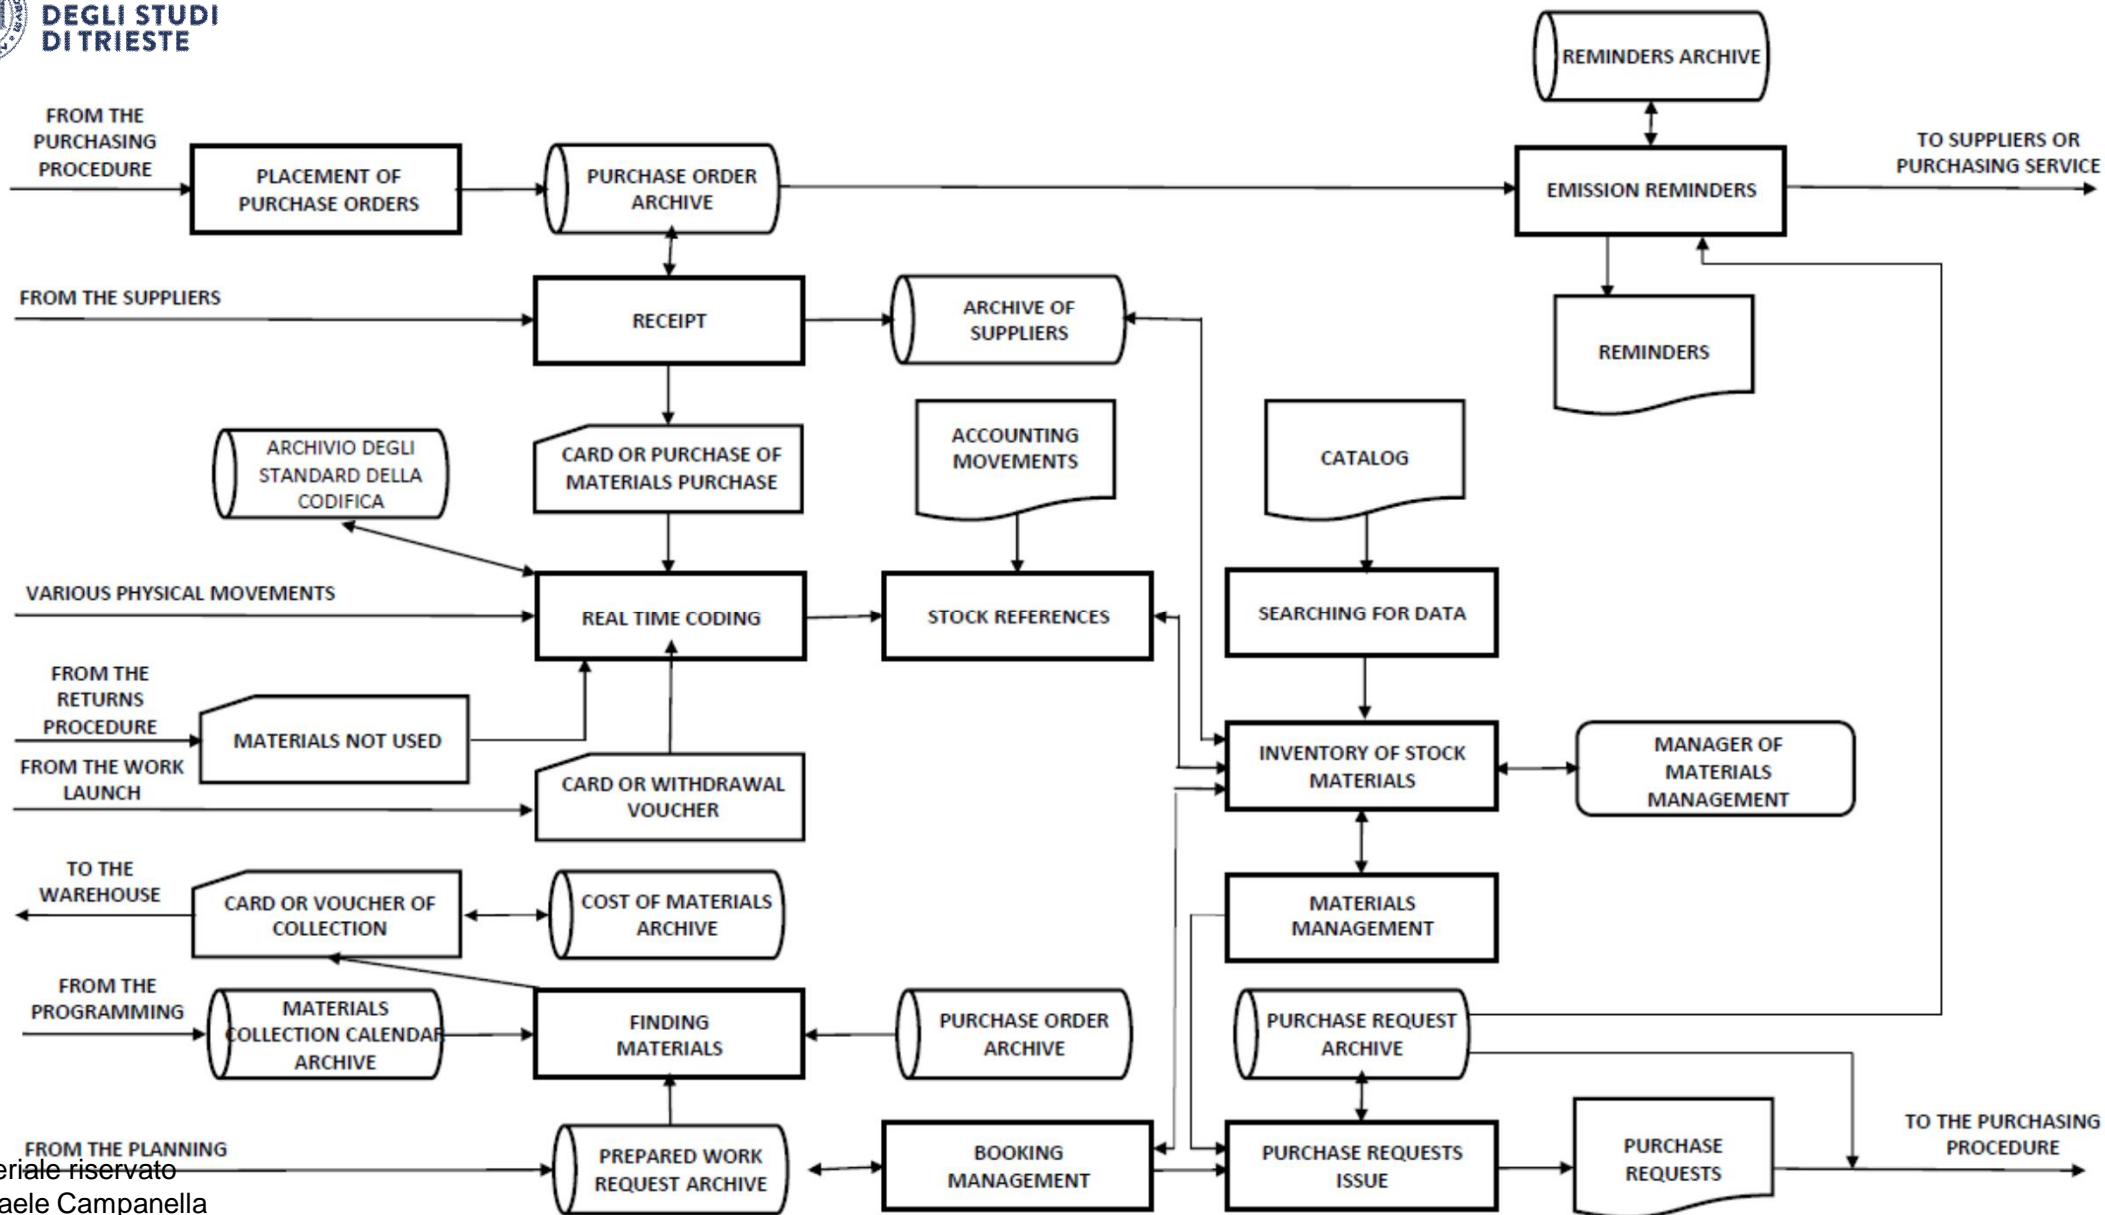 DEGLI STUDI
DI TRIESTE
REMINDERS ARCHIVE
FROM THE
PURCHASING
PROCEDURE
PLACEMENT OF
PURCHASE ORDERS
PURCHASE ORDER
ARCHIVE
EMISSION REMINDERS
TO SUPPLIERS OR
PURCHASING SERVICE
FROM THE SUPPLIERS
RECEIPT
ARCHIVE OF
SUPPLIERS
REMINDERS
ARCHIVIO DEGLI
STANDARD DELLA
CODIFICA
CARD OR PURCHASE OF
MATERIALS PURCHASE
ACCOUNTING
MOVEMENTS
CATALOG
VARIOUS PHYSICAL MOVEMENTS
REAL TIME CODING
STOCK REFERENCES
SEARCHING FOR DATA
FROM THE
RETURNS
PROCEDURE
MATERIALS NOT USED
FROM THE WORK
LAUNCH
CARD OR WITHDRAWAL
VOUCHER
INVENTORY OF STOCK
MATERIALS
MANAGER OF
MATERIALS
MANAGEMENT
TO THE
WAREHOUSE
CARD OR VOUCHER OF
COLLECTION
COST OF MATERIALS
ARCHIVE
MATERIALS
MANAGEMENT
FROM THE
PROGRAMMING
MATERIALS
COLLECTION CALENDAR
ARCHIVE
FINDING
MATERIALS
PURCHASE ORDER
ARCHIVE
PURCHASE REQUEST
ARCHIVE
FROM THE PLANNING
PREPARED WORK
REQUEST ARCHIVE
BOOKING
MANAGEMENT
PURCHASE REQUESTS
ISSUE
PURCHASE
REQUESTS
TO THE PURCHASING
PROCEDURE
eriale riservato
aele Campanella